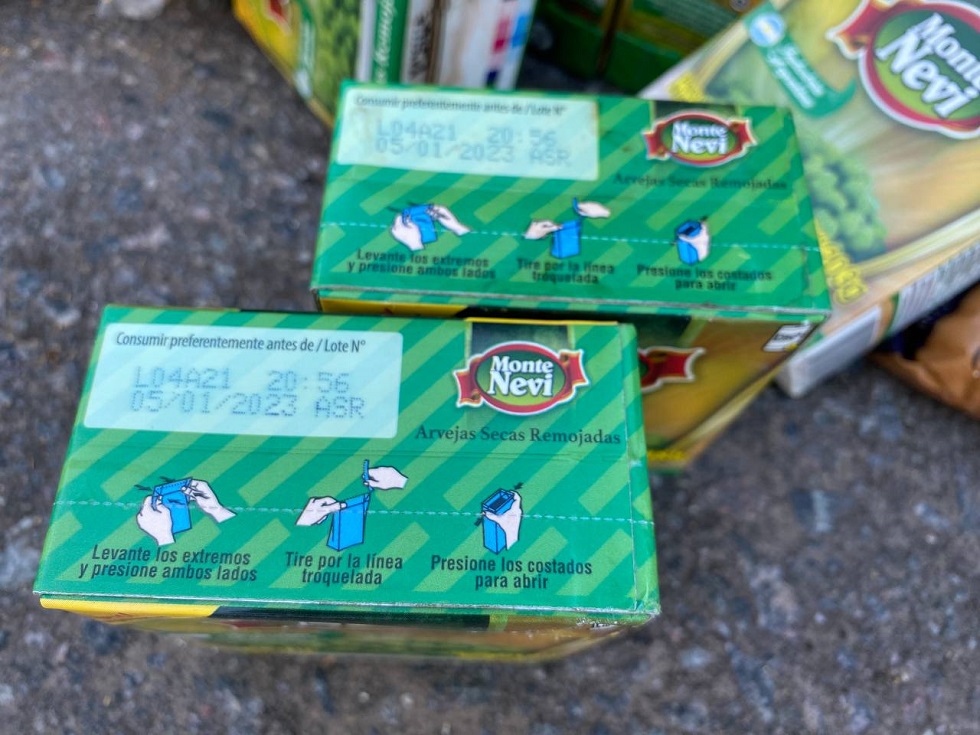 Consumir preferentemente antes de / Lote N°
L04A21 20:56
05/01/2023 ASR
Monte
Nevi
Arvejas Secas Remojadas
Levante los extremos
y presione ambos lados
Tire por la línea
troquelada
Presione los costados
para abrir
Monte
Nevi
Consumir preferentemente antes de / Lote N°
L04A21 20:56
05/01/2023 ASR
Monte
Nevi
Arvejas Secas Remojadas
Levante los extremos
y presione ambos lados
Tire por la línea
troquelada
Presione los costados
para abrir